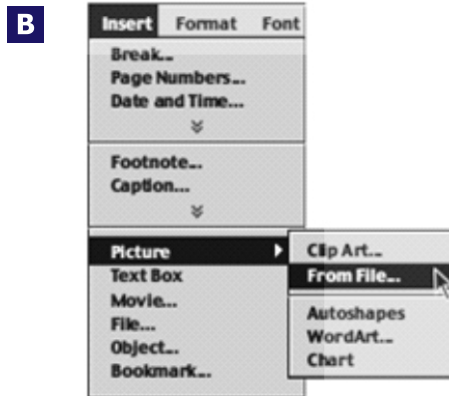 B
Insert Format Font
Break...
Page Numbers...
Date and Time...
Footnote...
Caption...
Picture
Text Box
Movie...
File...
Object...
Bookmark...
Clip Art...
From File...
Autoshapes
WordArt...
Chart